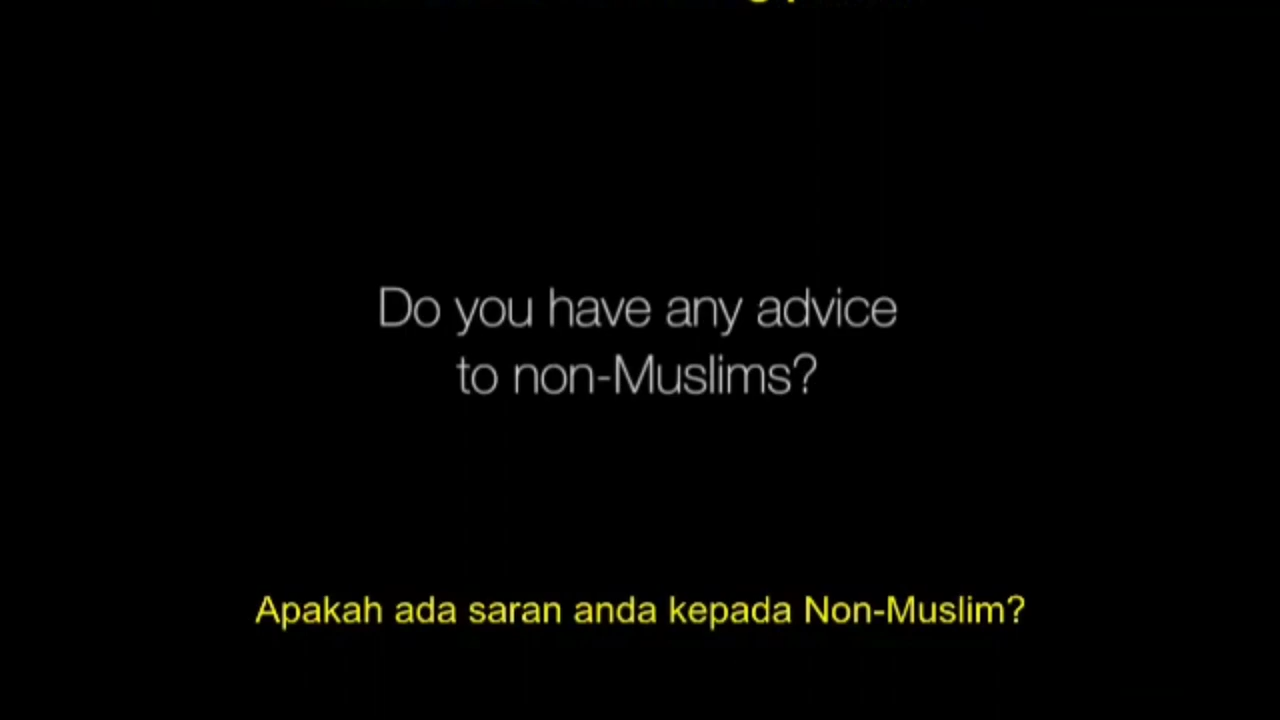 Do you have any advice
to non-Muslims?
Apakah ada saran anda kepada Non-Muslim?